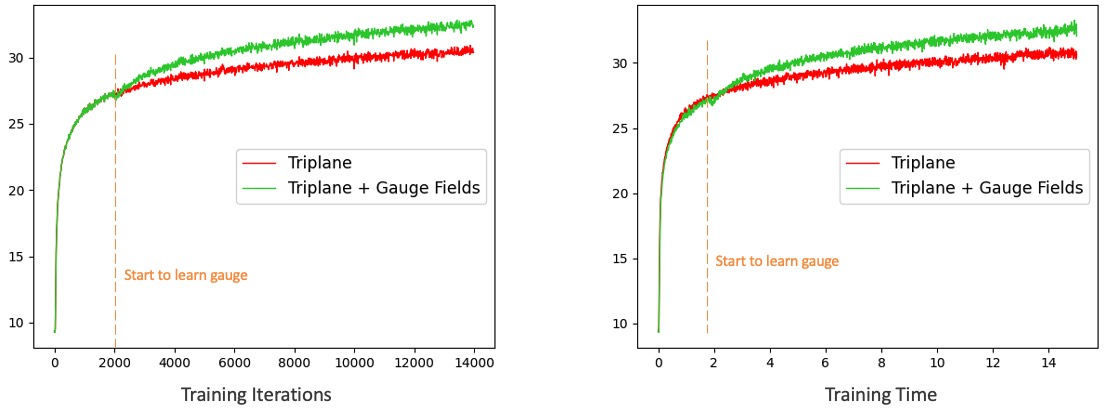 30
25
20
15
10
0 2000 4000 6000 8000 10000 12000 14000
Triplane
Triplane + Gauge Fields
Start to learn gauge
Training Iterations
30
25
20
15
10
0 2 4 6 8 10 12 14
Triplane
Triplane + Gauge Fields
Start to learn gauge
Training Time